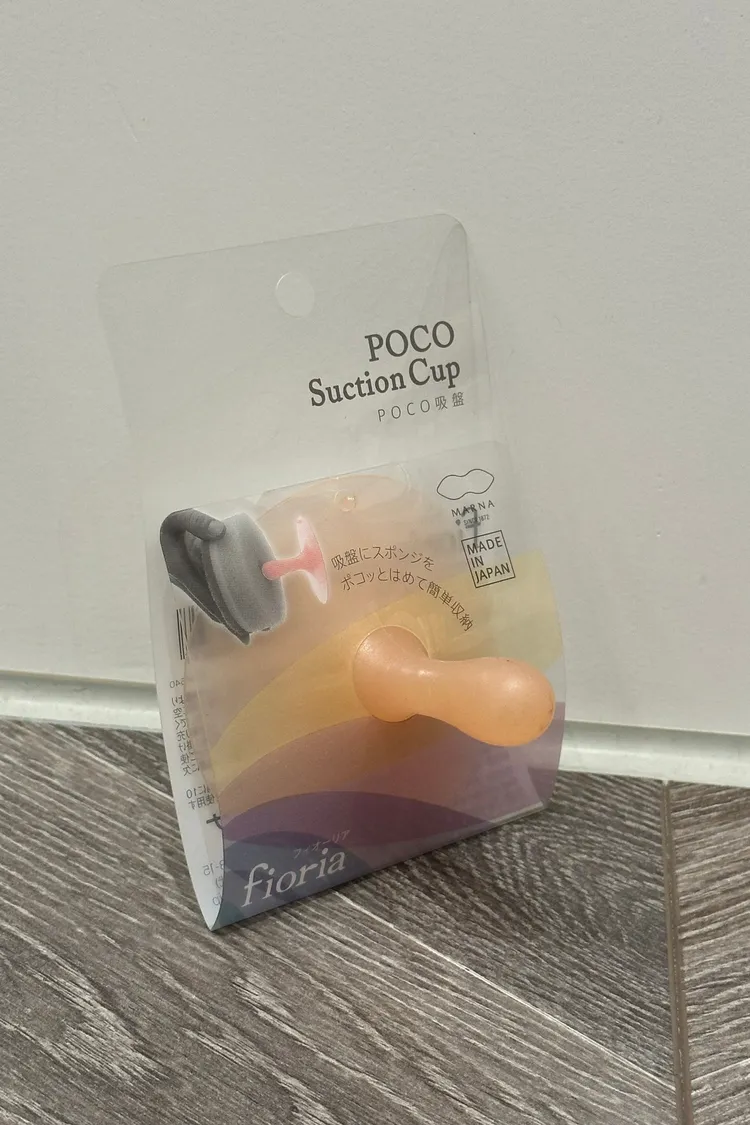 POCO
Suction Cup
POCO吸盤
MARNA
SINCE 1872
MADE
IN
JAPAN
吸盤にスポンジを
ポコッとはめて簡単収納
フィオーリア
fioria